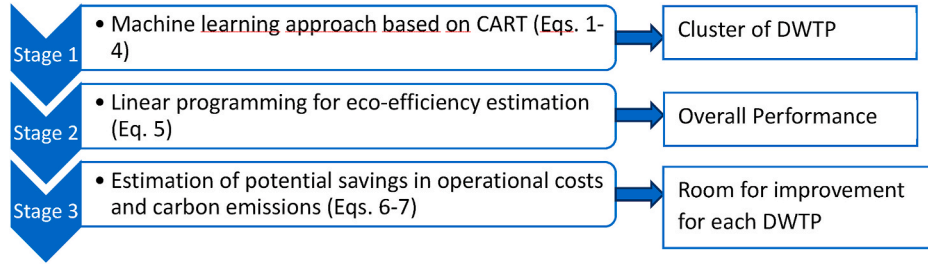 Stage 1
• Machine learning approach based on CART (Eqs. 1-
4)
Cluster of DWTP
Stage 2
• Linear programming for eco-efficiency estimation
(Eq. 5)
Overall Performance
Stage 3
• Estimation of potential savings in operational costs
and carbon emissions (Eqs. 6-7)
Room for improvement
for each DWTP